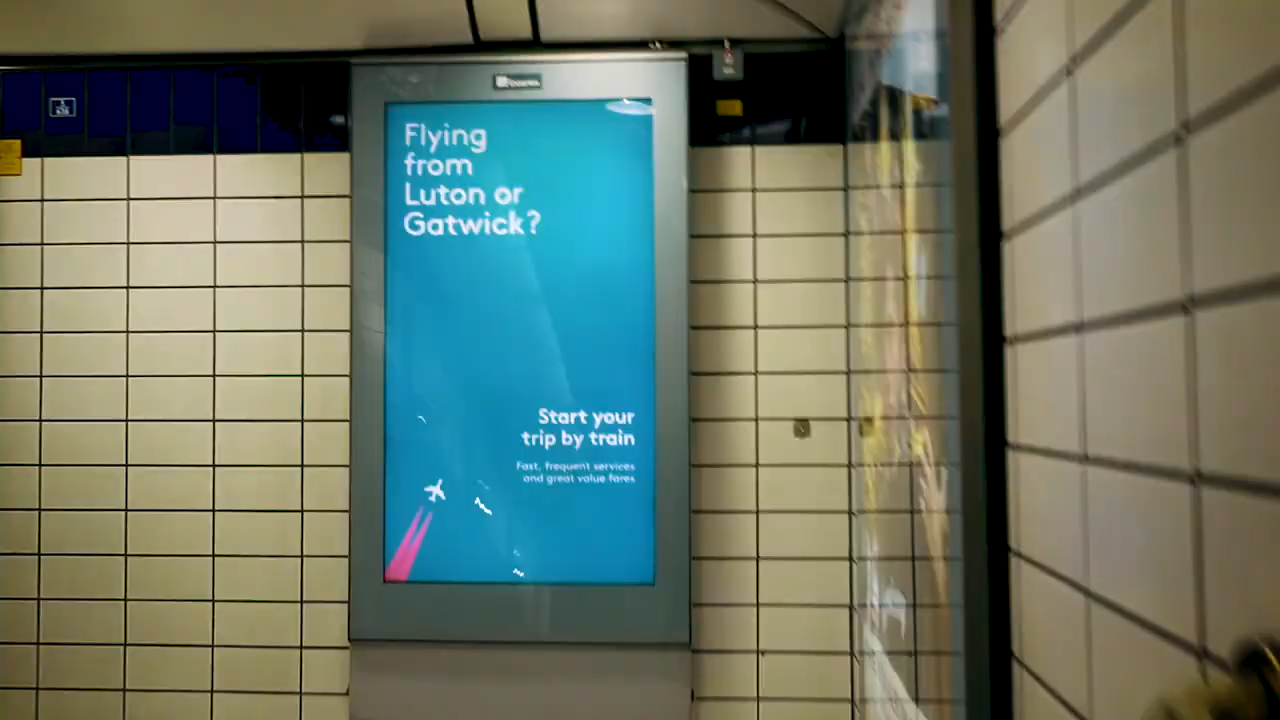 Flying
from
Luton or
Gatwick?
Start your
trip by train
Fast, frequent services
and great value fares